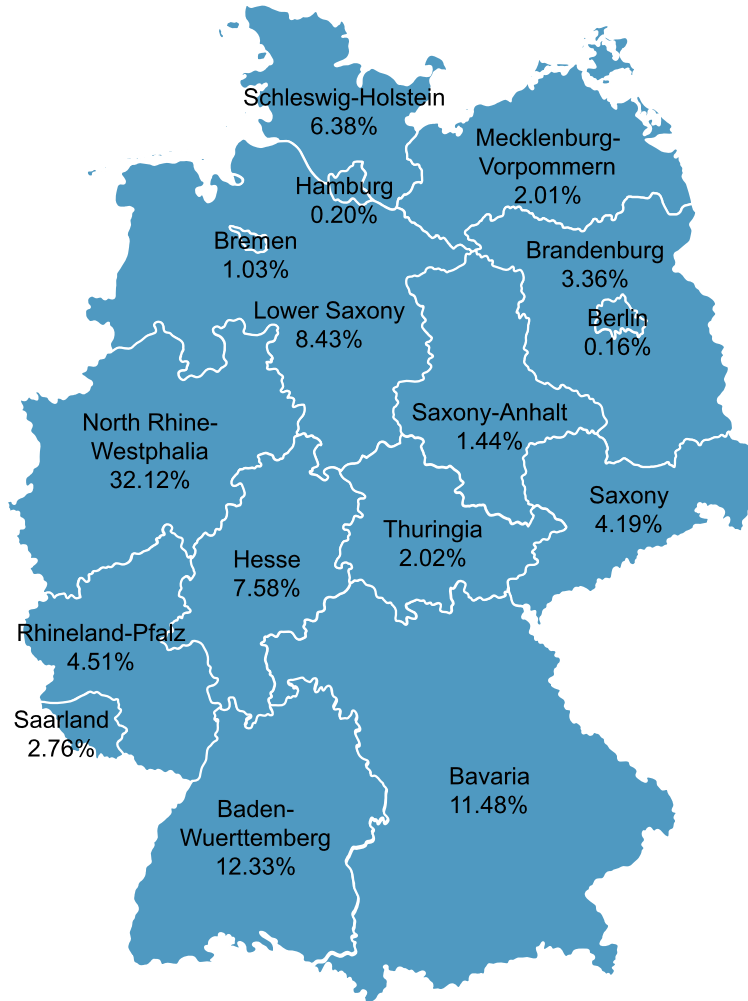 Schleswig-Holstein
6.38%
Mecklenburg-
Vorpommern
2.01%
Hamburg
0.20%
Bremen
1.03%
Brandenburg
3.36%
Lower Saxony
8.43%
Berlin
0.16%
North Rhine-
Westphalia
32.12%
Saxony-Anhalt
1.44%
Saxony
4.19%
Thuringia
2.02%
Hesse
7.58%
Rhineland-Pfalz
4.51%
Saarland
2.76%
Bavaria
11.48%
Baden-
Wuerttemberg
12.33%